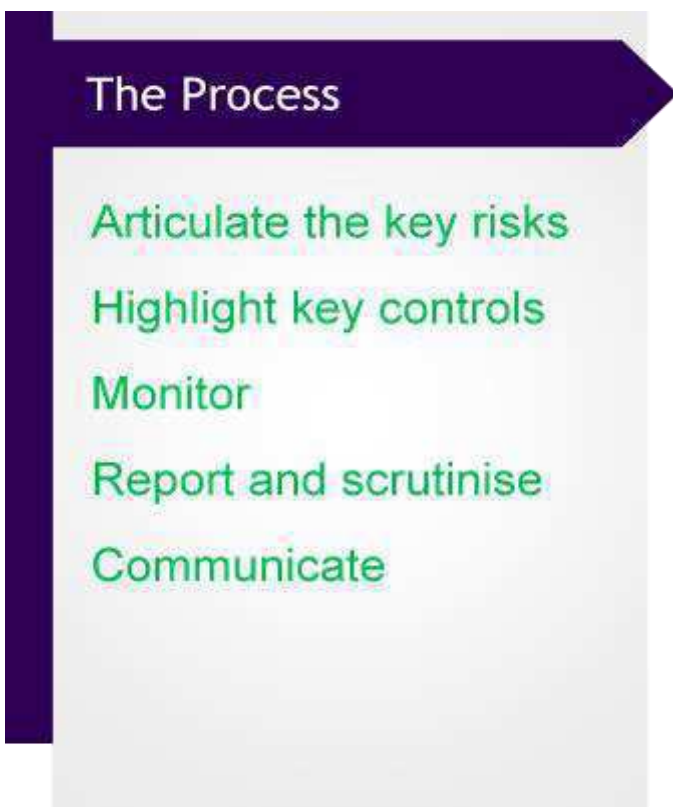 The Process
Articulate the key risks
Highlight key controls
Monitor
Report and scrutinise
Communicate